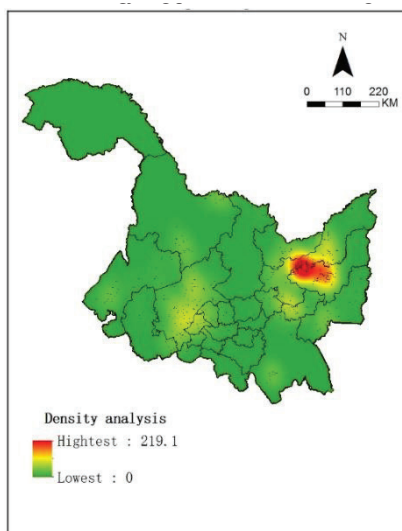 N
0 110 220
KM
Density analysis
Hightest : 219.1
Lowest : 0